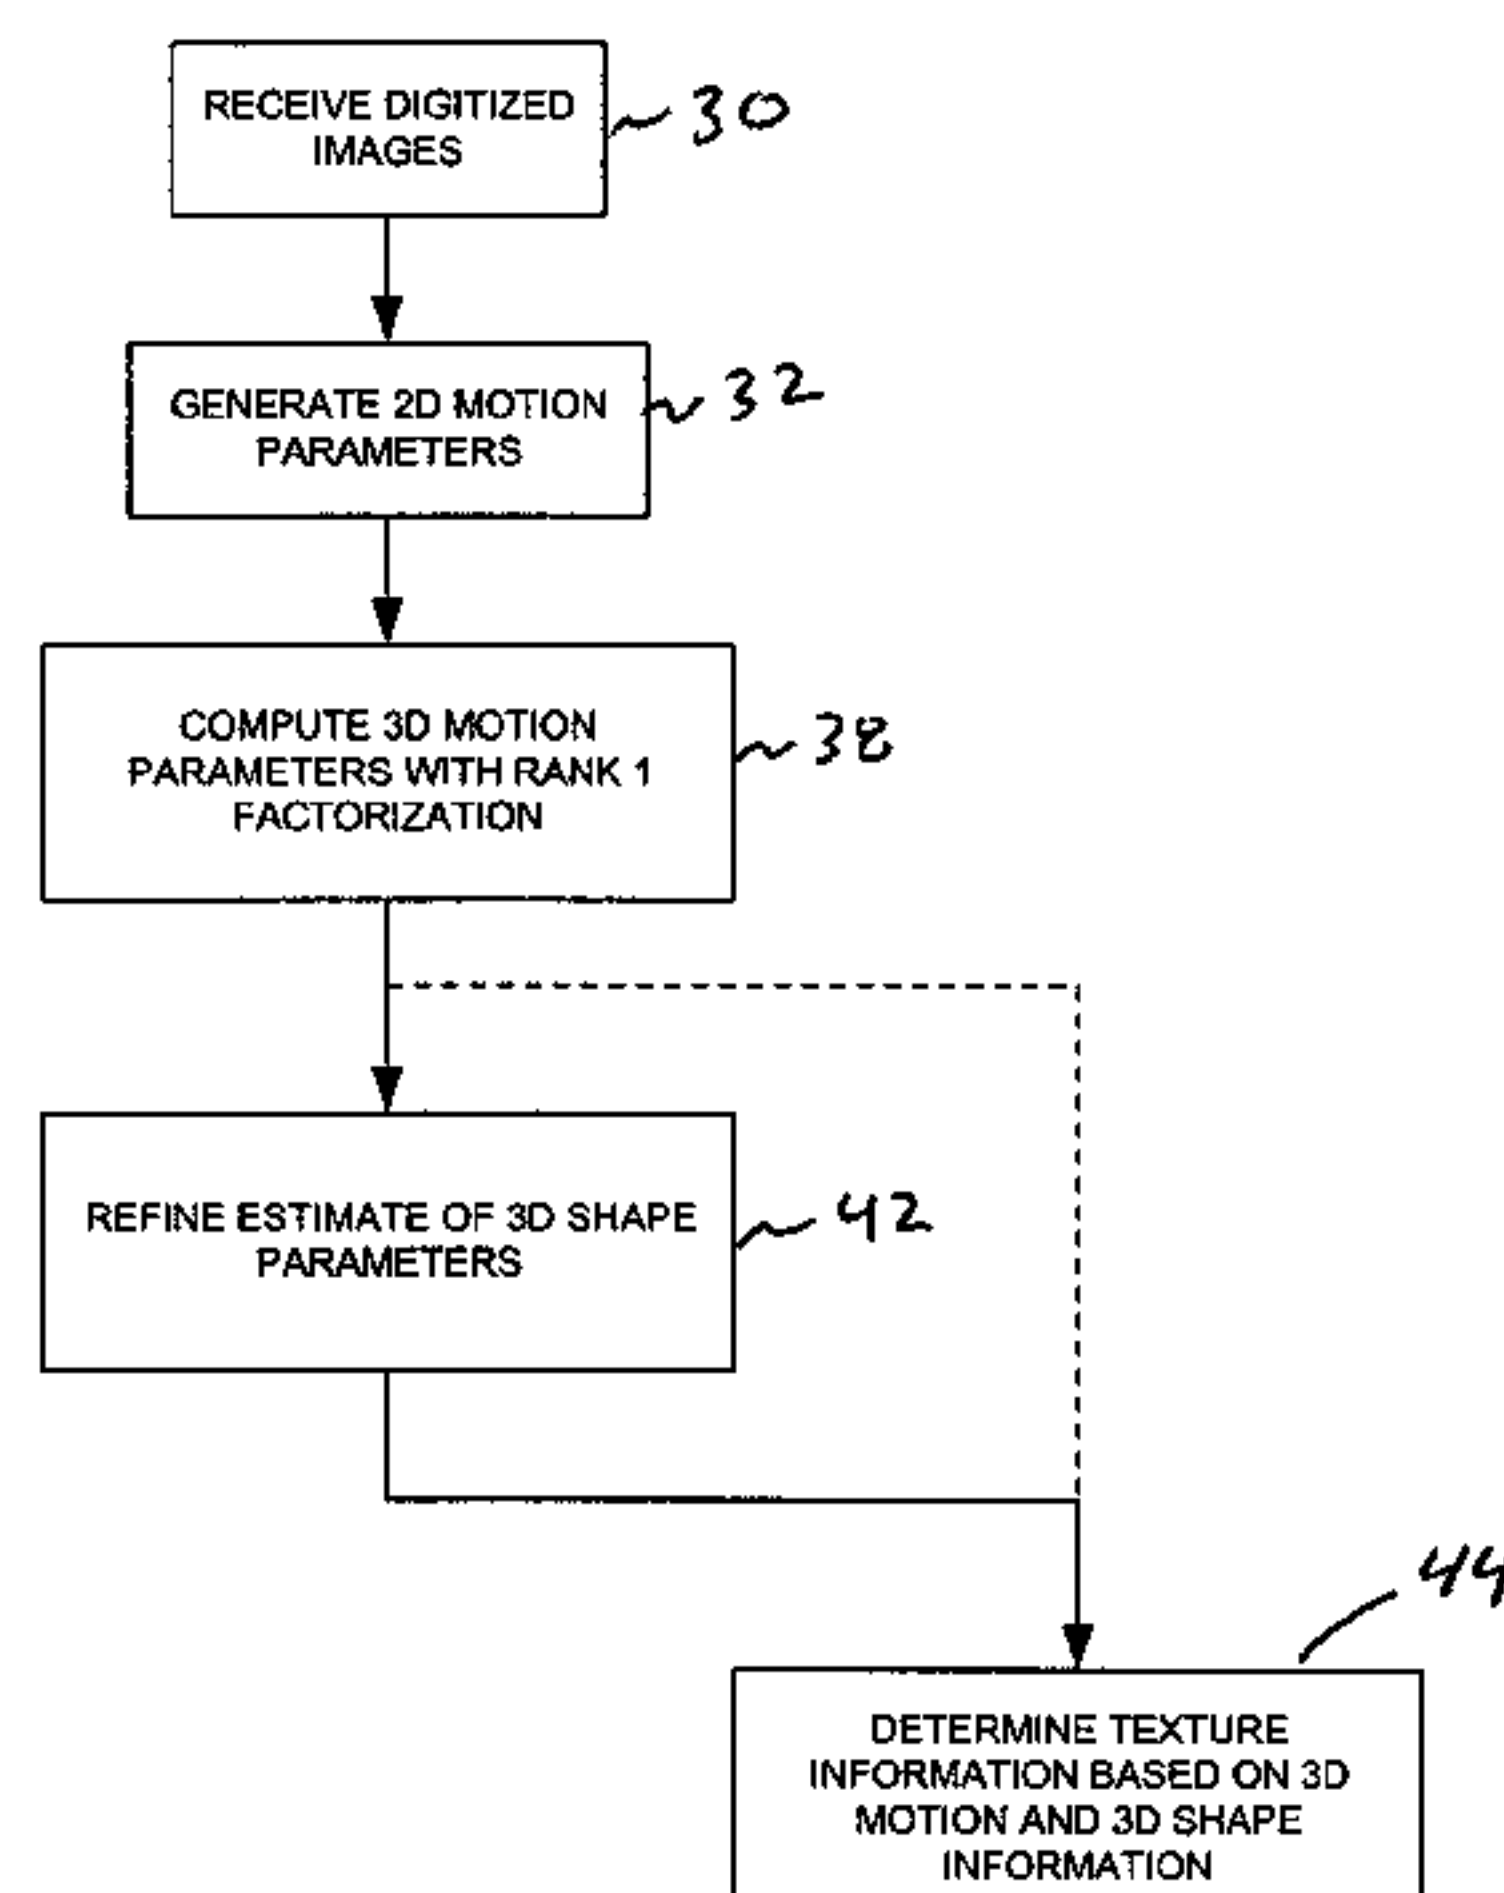 RECEIVE DIGITIZED
IMAGES
30
GENERATE 2D MOTION
PARAMETERS
32
COMPUTE 3D MOTION
PARAMETERS WITH RANK 1
FACTORIZATION
38
REFINE ESTIMATE OF 3D SHAPE
PARAMETERS
42
44
DETERMINE TEXTURE
INFORMATION BASED ON 3D
MOTION AND 3D SHAPE
INFORMATION